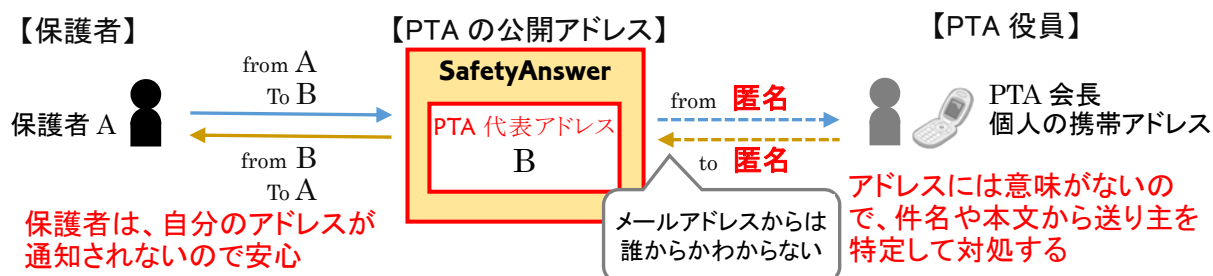 【保護者】
【PTA の公開アドレス】
【PTA 役員】
SafetyAnswer
from A
To B
保護者 A
PTA 代表アドレス
B
from B
To A
from 匿名
to 匿名
PTA 会長
個人の携帯アドレス
保護者は、自分のアドレスが
通知されないので安心
メールアドレスからは
誰からかわからない
アドレスには意味がないの
で、件名や本文から送り主を
特定して対処する